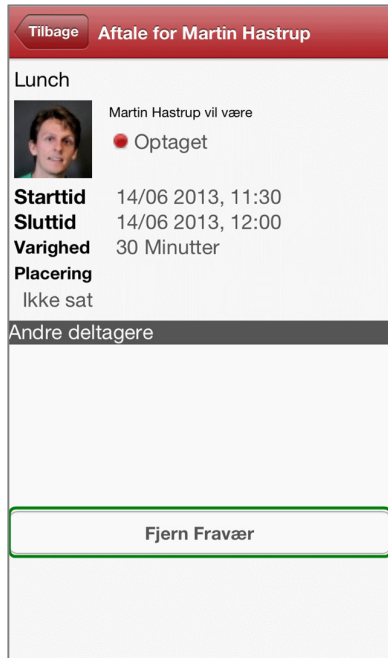 Tilbage
Aftale for Martin Hastrup
Lunch
Martin Hastrup vil være
Optaget
Starttid 14/06 2013, 11:30
Sluttid 14/06 2013, 12:00
Varighed 30 Minutter
Placering
Ikke sat
Andre deltagere
Fjern Fravær